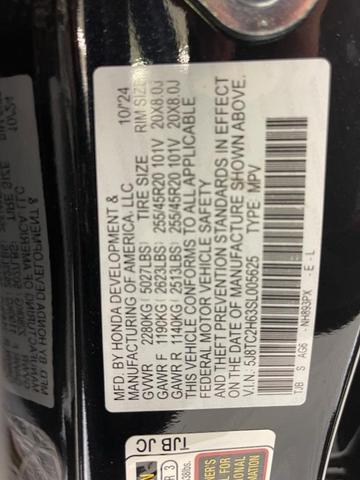 MFD. BY HONDA DEVELOPMENT & 10/24
MANUFACTURING OF AMERICA, LLC
TIRE SIZE RIM SIZE
GVWR 2280KG (5027LBS)
GAWR F 1190KG (2623LBS) 255/45R20 101V 20X8.0J
GAWR R 1140KG (2513LBS) 255/45R20 101V 20X8.0J
THIS VEHICLE CONFORMS TO ALL APPLICABLE
FEDERAL MOTOR VEHICLE SAFETY
AND THEFT PREVENTION STANDARDS IN EFFECT
ON THE DATE OF MANUFACTURE SHOWN ABOVE.
V.I.N: 5J8TC2H63SL005625 TYPE: MPV
TJB S AG6 - NH893PX - E - L
TJB JC